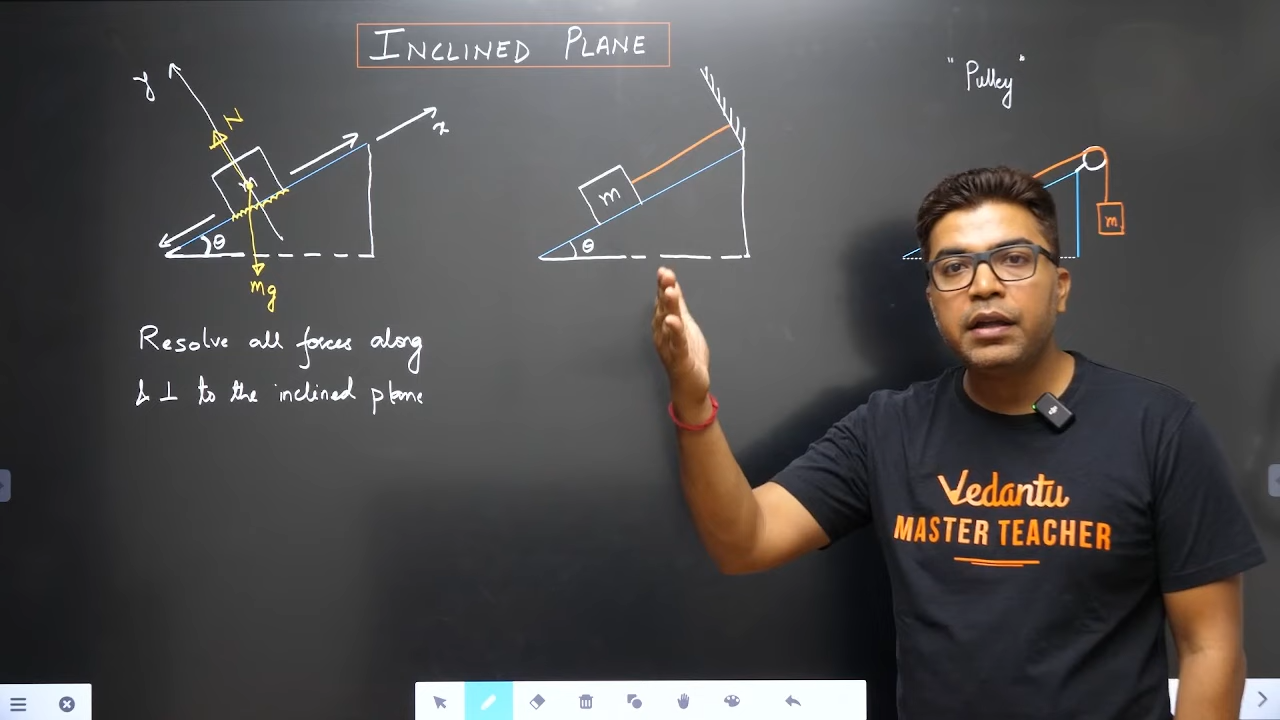 INCLINED PLANE
"Pulley"
y
N
x
m
θ
mg
m
θ
m
Resolve all forces along
& ⊥ to the inclined plane
Vedantu
MASTER TEACHER